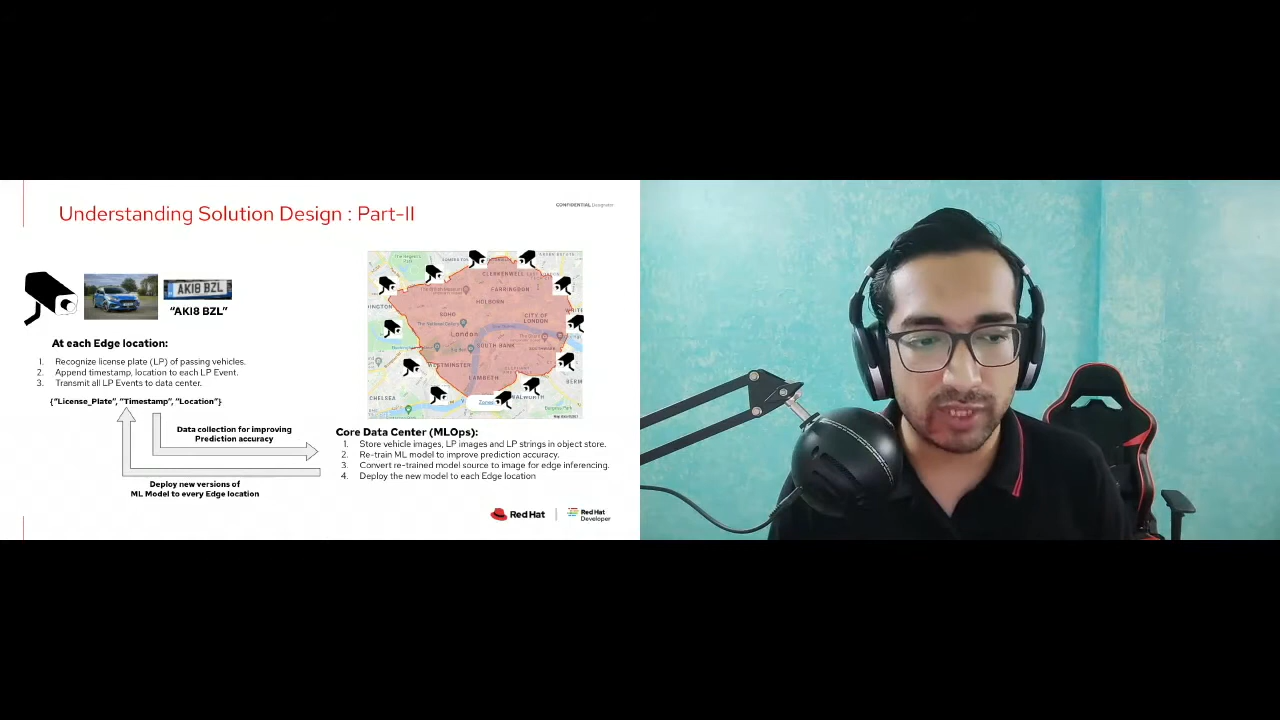 Understanding Solution Design : Part-II
CONFIDENTIAL Designator
AK18 BZL
“AK18 BZL”
At each Edge location:
1. Recognize license plate (LP) of passing vehicles.
2. Append timestamp, location to each LP Event.
3. Transmit all LP Events to data center.
{“License_Plate”, “Timestamp”, “Location”}
Data collection for improving
Prediction accuracy
Deploy new versions of
ML Model to every Edge location
CLERKENWELL
FARRINGDON
HOLBORN
SOHO
CITY OF
LONDON
London
SOUTH BANK
WESTMINSTER
LAMBETH
CHELSEA
WALWORTH
Core Data Center (MLOps):
1. Store vehicle images, LP images and LP strings in object store.
2. Re-train ML model to improve prediction accuracy.
3. Convert re-trained model source to image for edge inferencing.
4. Deploy the new model to each Edge location
Red Hat
Red Hat
Developer